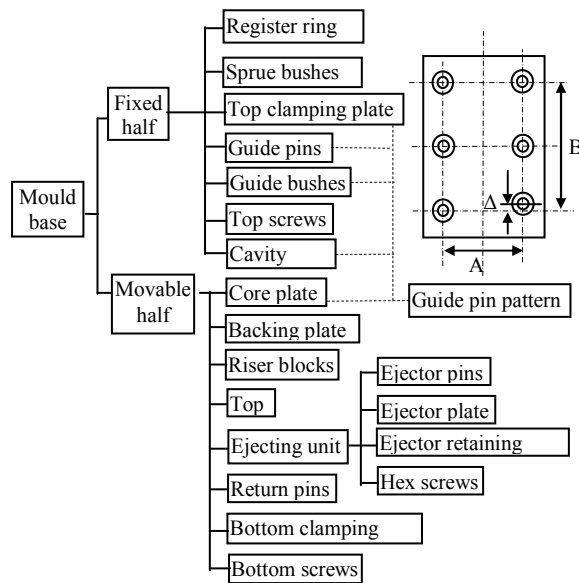 Register ring
Sprue bushes
Fixed
half
Top clamping plate
Guide pins
B
Guide bushes
Mould
base
Δ
Top screws
Cavity
A
Movable
half
Core plate
Guide pin pattern
Backing plate
Riser blocks
Ejector pins
Top
Ejector plate
Ejecting unit
Ejector retaining
Return pins
Hex screws
Bottom clamping
Bottom screws